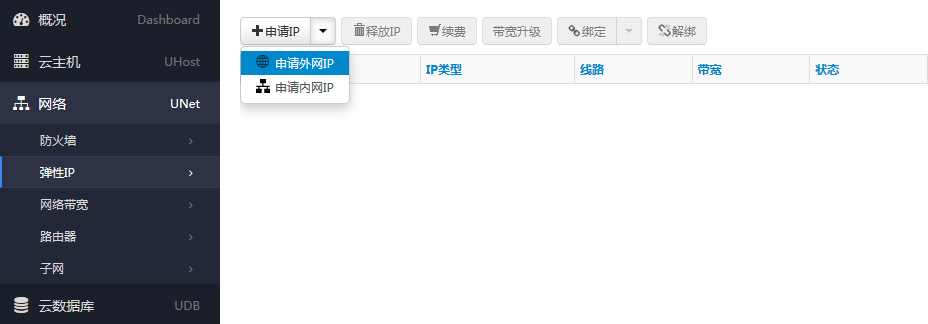 概况 Dashboard
云主机 UHost
网络 UNet
防火墙
弹性IP
网络带宽
路由器
子网
云数据库 UDB
申请IP 释放IP 续费 带宽升级 绑定 解绑
申请外网IP
申请内网IP
IP类型 线路 带宽 状态